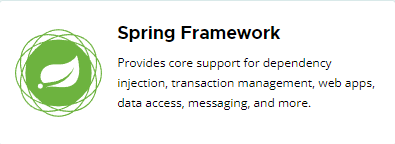 Spring Framework
Provides core support for dependency
injection, transaction management, web apps,
data access, messaging, and more.